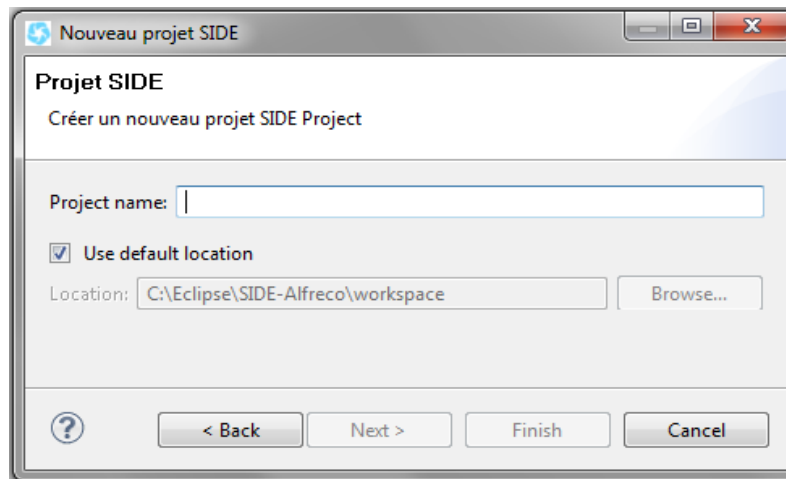 Nouveau projet SIDE
Projet SIDE
Créer un nouveau projet SIDE Project
Project name:
Use default location
Location: C:\Eclipse\SIDE-Alfreco\workspace Browse...
? < Back Next > Finish Cancel